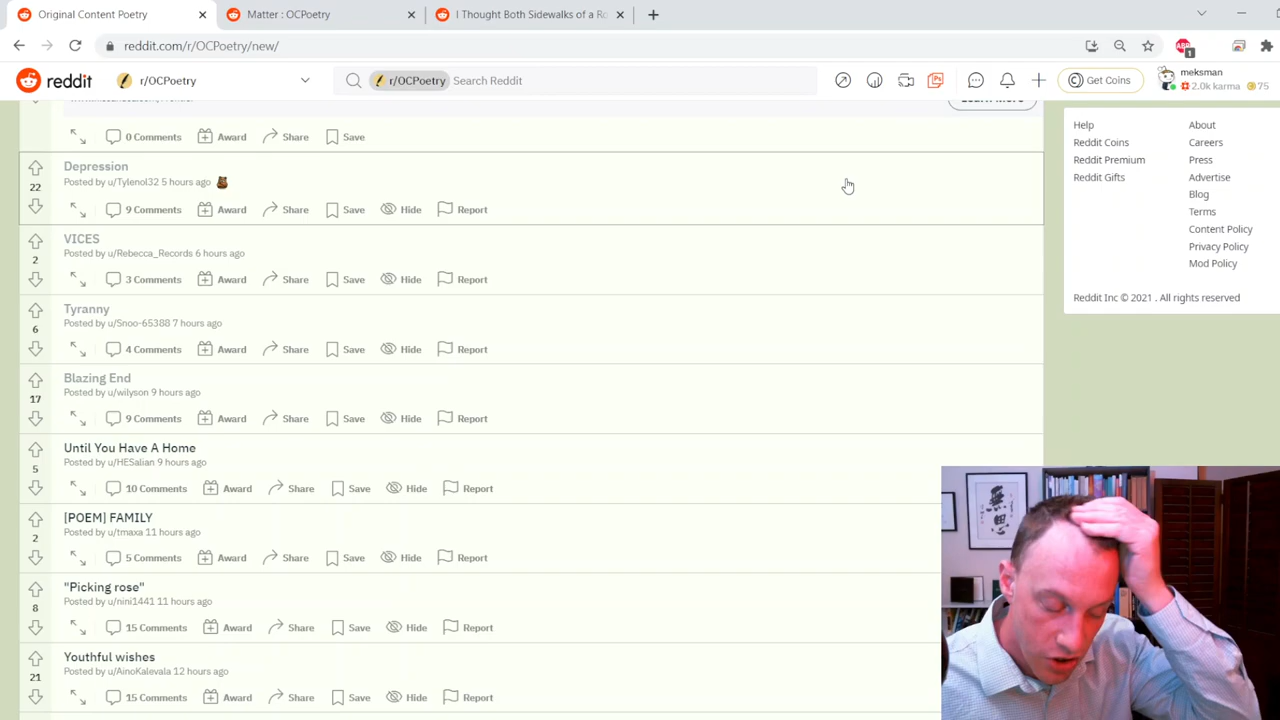 Original Content Poetry
Matter : OCPoetry
I Thought Both Sidewalks of a Ro
reddit.com/r/OCPoetry/new/
reddit r/OCPoetry r/OCPoetry Search Reddit Get Coins meksman 2.0k karma 75
0 Comments Award Share Save
Depression
Posted by u/Tylenol32 5 hours ago
22
9 Comments Award Share Save Hide Report
VICES
Posted by u/Rebecca_Records 6 hours ago
2
3 Comments Award Share Save Hide Report
Tyranny
Posted by u/Snoo-65388 7 hours ago
6
4 Comments Award Share Save Hide Report
Blazing End
Posted by u/wilyson 9 hours ago
17
9 Comments Award Share Save Hide Report
Until You Have A Home
Posted by u/HESalian 9 hours ago
5
10 Comments Award Share Save Hide Report
[POEM] FAMILY
Posted by u/tmaxa 11 hours ago
2
5 Comments Award Share Save Hide Report
"Picking rose"
Posted by u/nini1441 11 hours ago
8
15 Comments Award Share Save Hide Report
Youthful wishes
Posted by u/AinoKalevala 12 hours ago
21
15 Comments Award Share Save Hide Report
Help About
Reddit Coins Careers
Reddit Premium Press
Reddit Gifts Advertise
Blog
Terms
Content Policy
Privacy Policy
Mod Policy
Reddit Inc © 2021 . All rights reserved
無
思